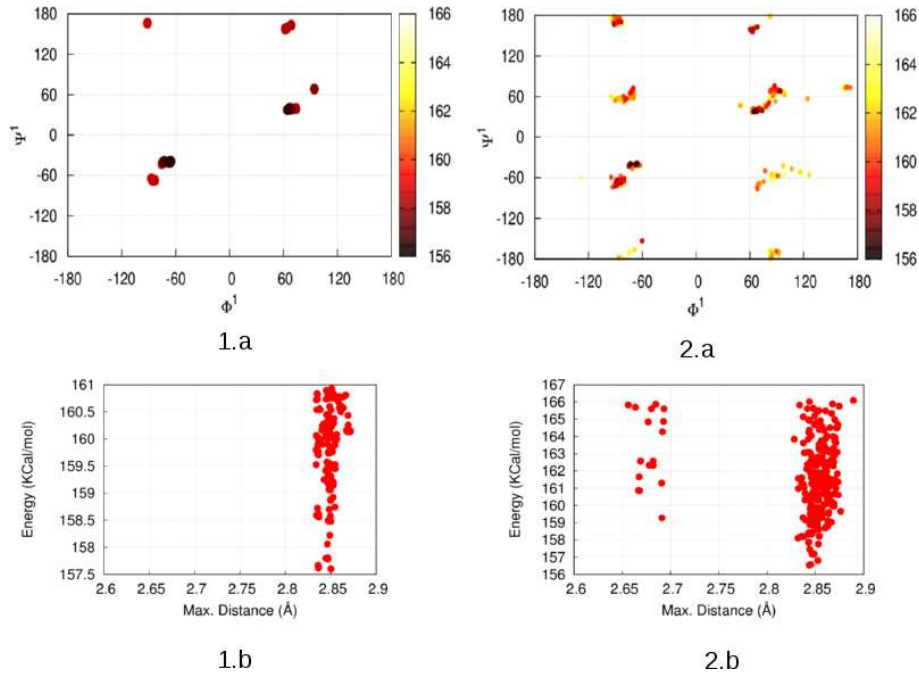 180
120
60
0
-60
-120
-180
Ψ¹
-180 -120 -60 0 60 120 180
Φ¹
166
164
162
160
158
156
1.a
180
120
60
0
-60
-120
-180
Ψ¹
-180 -120 -60 0 60 120 180
Φ¹
166
164
162
160
158
156
2.a
161
160.5
160
159.5
159
158.5
158
157.5
Energy (KCal/mol)
2.6 2.65 2.7 2.75 2.8 2.85 2.9
Max. Distance (Å)
1.b
167
166
165
164
163
162
161
160
159
158
157
156
Energy (KCal/mol)
2.6 2.65 2.7 2.75 2.8 2.85 2.9
Max. Distance (Å)
2.b